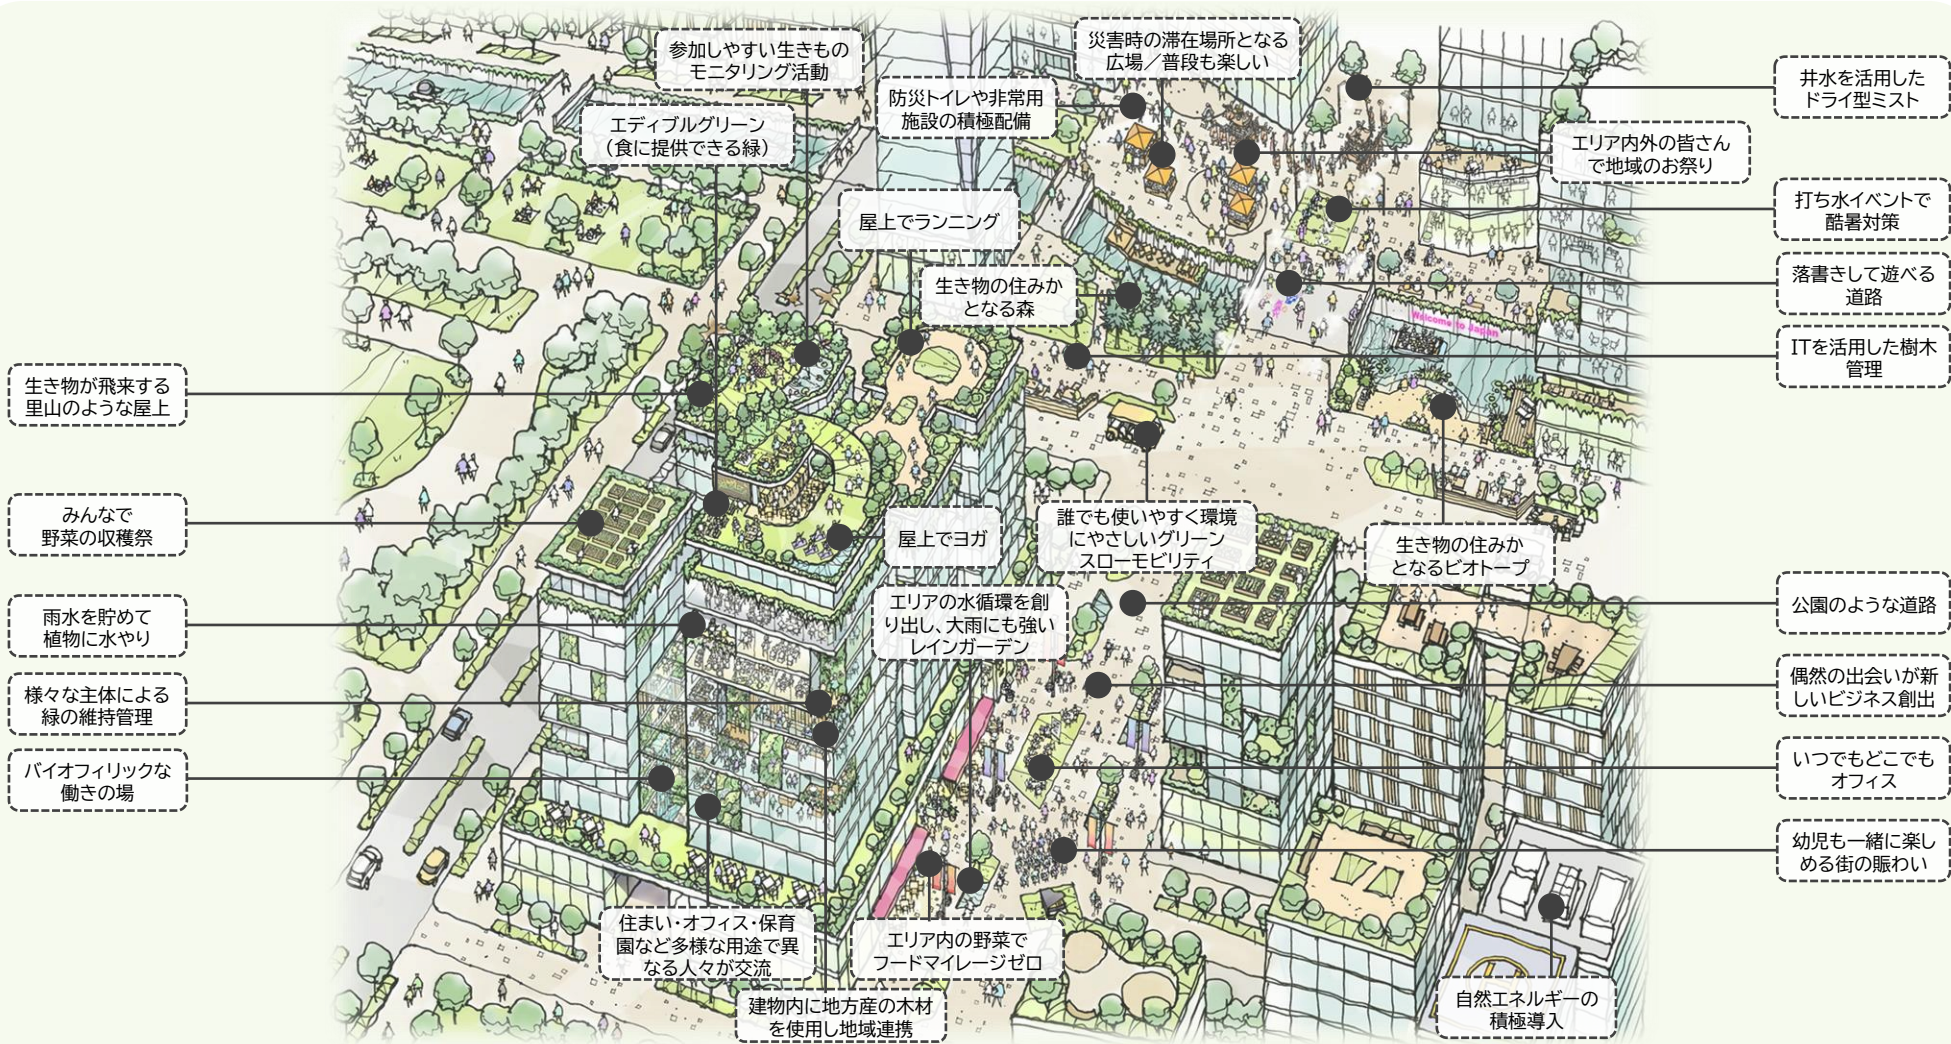 参加しやすい生きもの
モニタリング活動
災害時の滞在場所となる
広場／普段も楽しい
井水を活用した
ドライ型ミスト
防災トイレや非常用
施設の積極配備
エディブルグリーン
（食に提供できる緑）
エリア内外の皆さん
で地域のお祭り
屋上でランニング
打ち水イベントで
酷暑対策
生き物の住みか
となる森
落書きして遊べる
道路
Welcome to Japan
ITを活用した樹木
管理
生き物が飛来する
里山のような屋上
みんなで
野菜の収穫祭
屋上でヨガ
誰でも使いやすく環境
にやさしいグリーン
スローモビリティ
生き物の住みか
となるビオトープ
雨水を貯めて
植物に水やり
エリアの水循環を創
り出し、大雨にも強い
レインガーデン
公園のような道路
様々な主体による
緑の維持管理
偶然の出会いが新
しいビジネス創出
バイオフィリックな
働きの場
いつでもどこでも
オフィス
幼児も一緒に楽し
める街の賑わい
住まい・オフィス・保育
園など多様な用途で異
なる人々が交流
エリア内の野菜で
フードマイレージゼロ
建物内に地方産の木材
を使用し地域連携
自然エネルギーの
積極導入